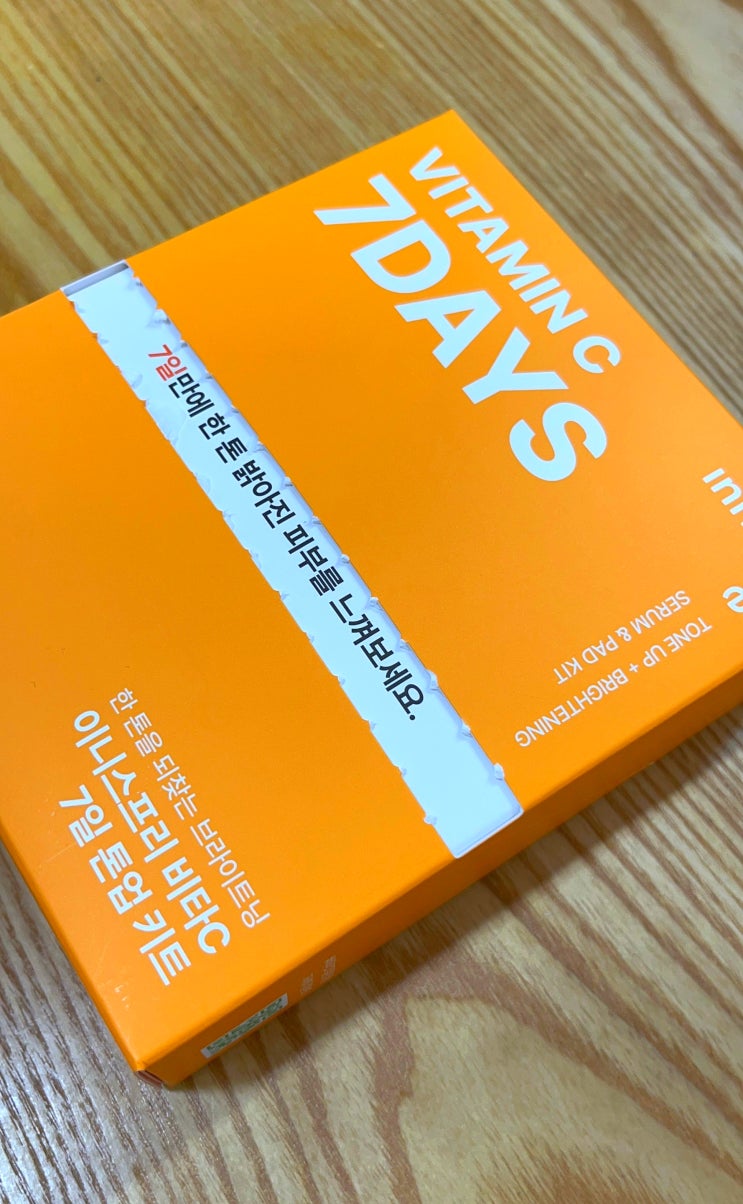 VITAMIN C
7DAYS
7일만에 한 톤 밝아진 피부를 느껴보세요.
TONE UP + BRIGHTENING
SERUM & PAD KIT
한 톤을 되찾는 브라이트닝
이니스프리 비타C
7일 톤업 키트